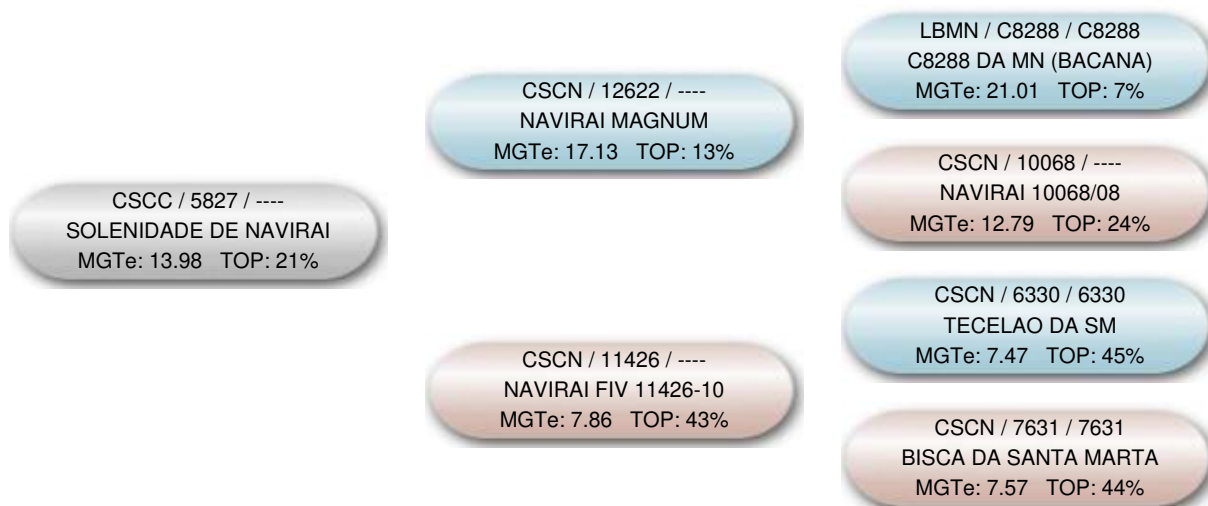 CSCC / 5827 / ----
SOLENIDADE DE NAVIRAI
MGTe: 13.98 TOP: 21%
CSCN / 12622 / ----
NAVIRAI MAGNUM
MGTe: 17.13 TOP: 13%
CSCN / 11426 / ----
NAVIRAI FIV 11426-10
MGTe: 7.86 TOP: 43%
LBMN / C8288 / C8288
C8288 DA MN (BACANA)
MGTe: 21.01 TOP: 7%
CSCN / 10068 / ----
NAVIRAI 10068/08
MGTe: 12.79 TOP: 24%
CSCN / 6330 / 6330
TECELAO DA SM
MGTe: 7.47 TOP: 45%
CSCN / 7631 / 7631
BISCA DA SANTA MARTA
MGTe: 7.57 TOP: 44%